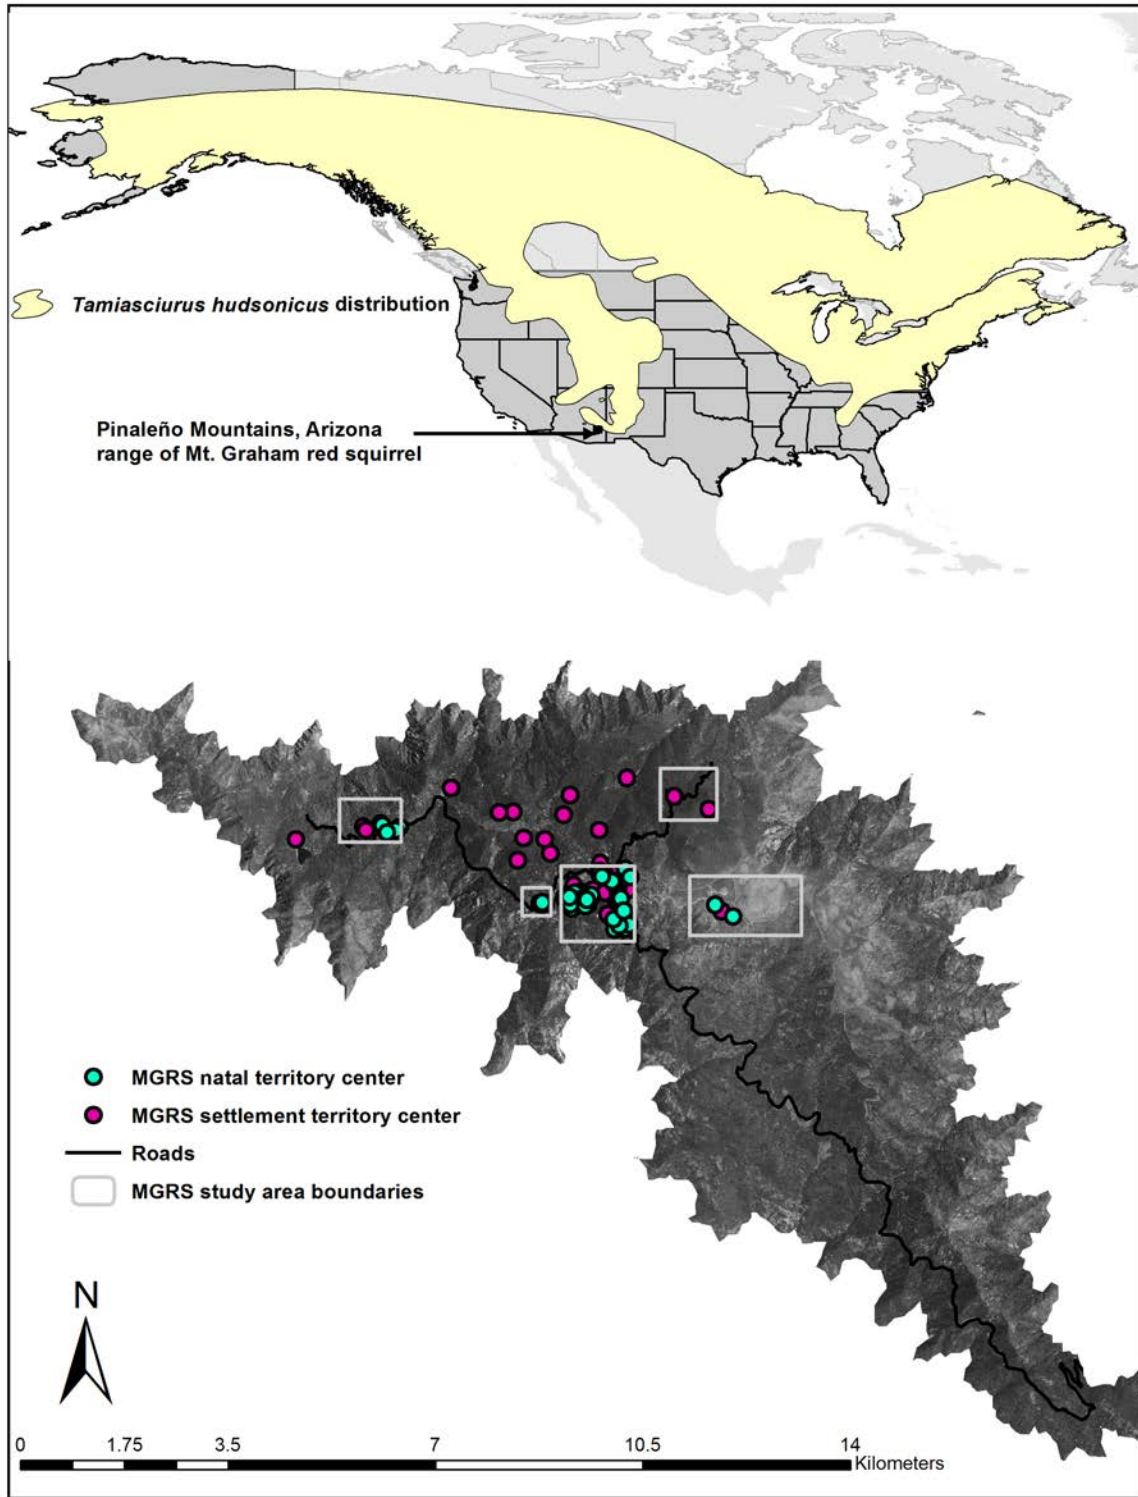 Tamiasciurus hudsonicus distribution
Pinaleño Mountains, Arizona
range of Mt. Graham red squirrel
MGRS natal territory center
MGRS settlement territory center
Roads
MGRS study area boundaries
N
0 1.75 3.5 7 10.5 14
Kilometers